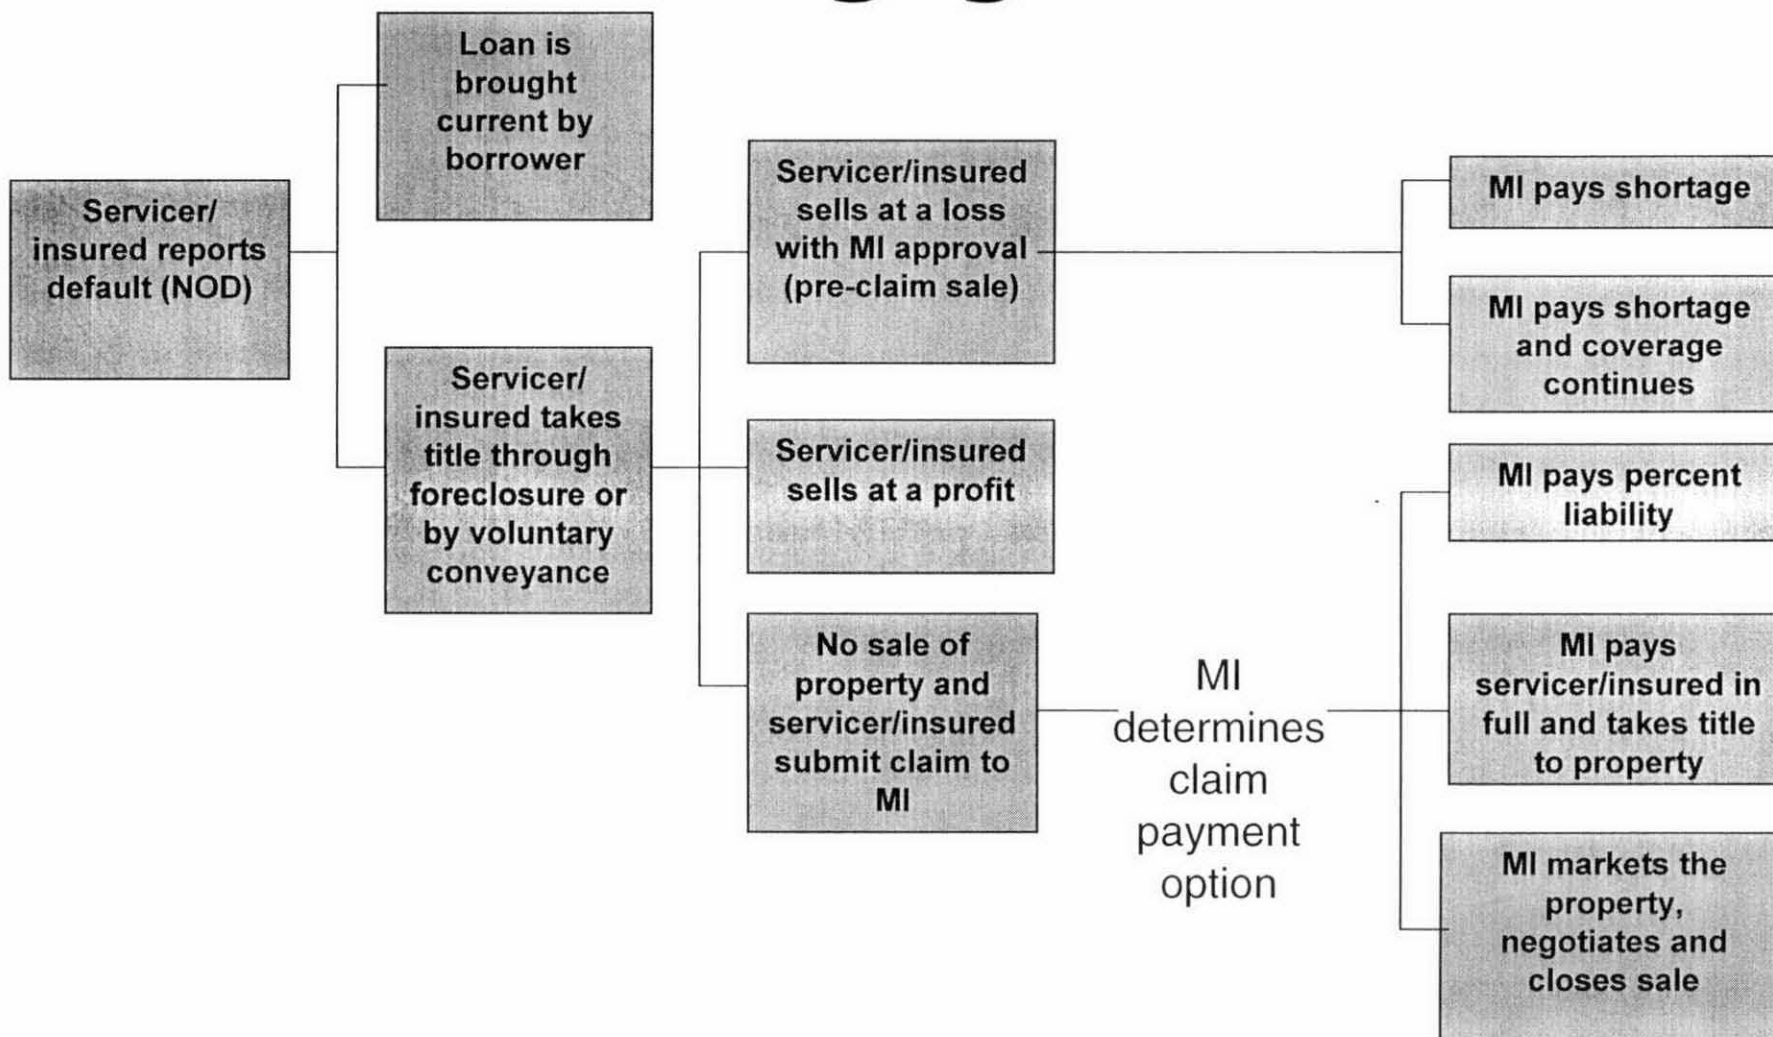 Loan is
brought
current by
borrower
Servicer/
insured reports
default (NOD)
Servicer/
insured takes
title through
foreclosure or
by voluntary
conveyance
Servicer/insured
sells at a loss
with MI approval
(pre-claim sale)
Servicer/insured
sells at a profit
No sale of
property and
servicer/insured
submit claim to
MI
MI
determines
claim
payment
option
MI pays shortage
MI pays shortage
and coverage
continues
MI pays percent
liability
MI pays
servicer/insured in
full and takes title
to property
MI markets the
property,
negotiates and
closes sale